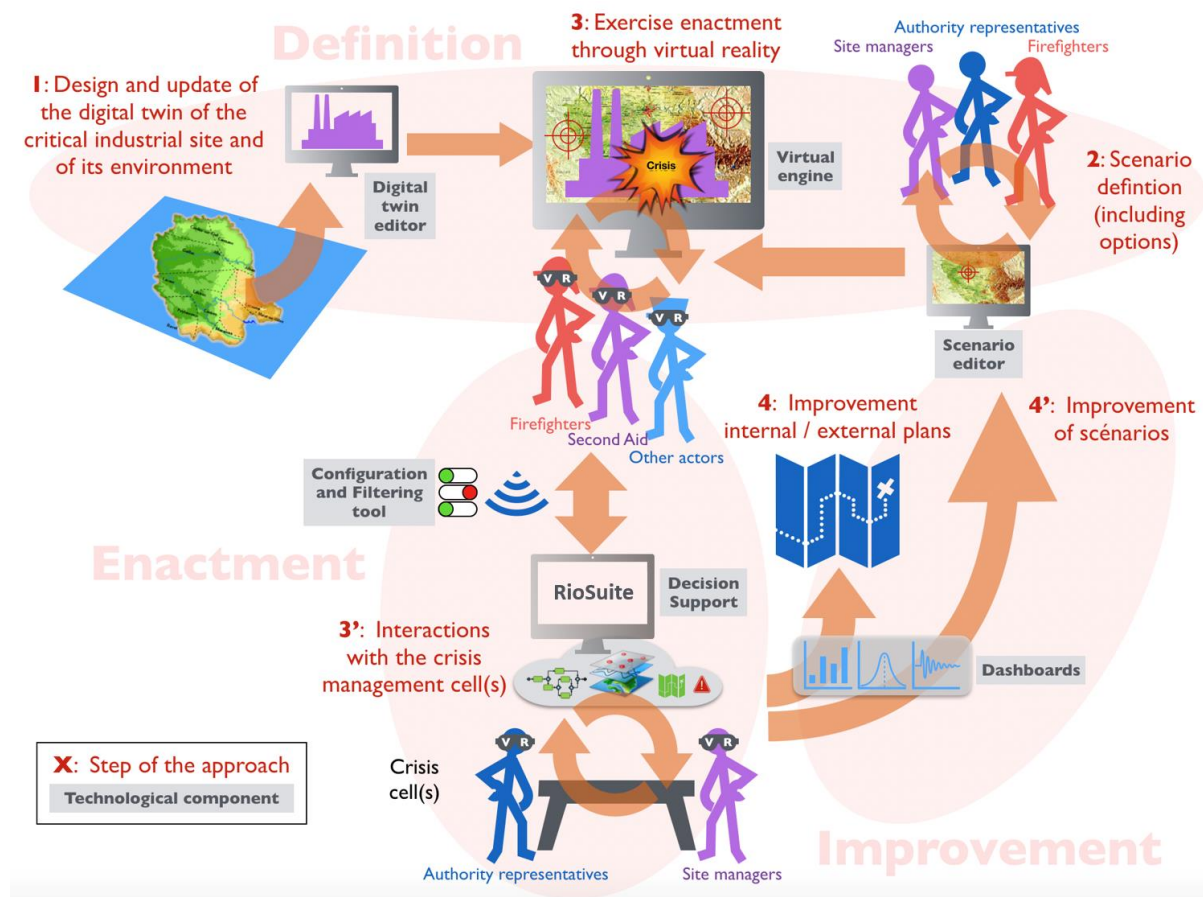 Definition
3: Exercise enactment
through virtual reality
Authority representatives
Site managers
Firefighters
1: Design and update of
the digital twin of the
critical industrial site and
of its environment
Crisis
Virtual
engine
Digital
twin
editor
2: Scenario
defintion
(including
options)
V R
V R
V R
Scenario
editor
Firefighters
Second Aid
Other actors
4: Improvement
internal / external plans
4': Improvement
of scénarios
Configuration
and Filtering
tool
Enactment
RioSuite
Decision
Support
3': Interactions
with the crisis
management cell(s)
Dashboards
V R
V R
Crisis
cell(s)
X: Step of the approach
Technological component
Authority representatives
Site managers
Improvement